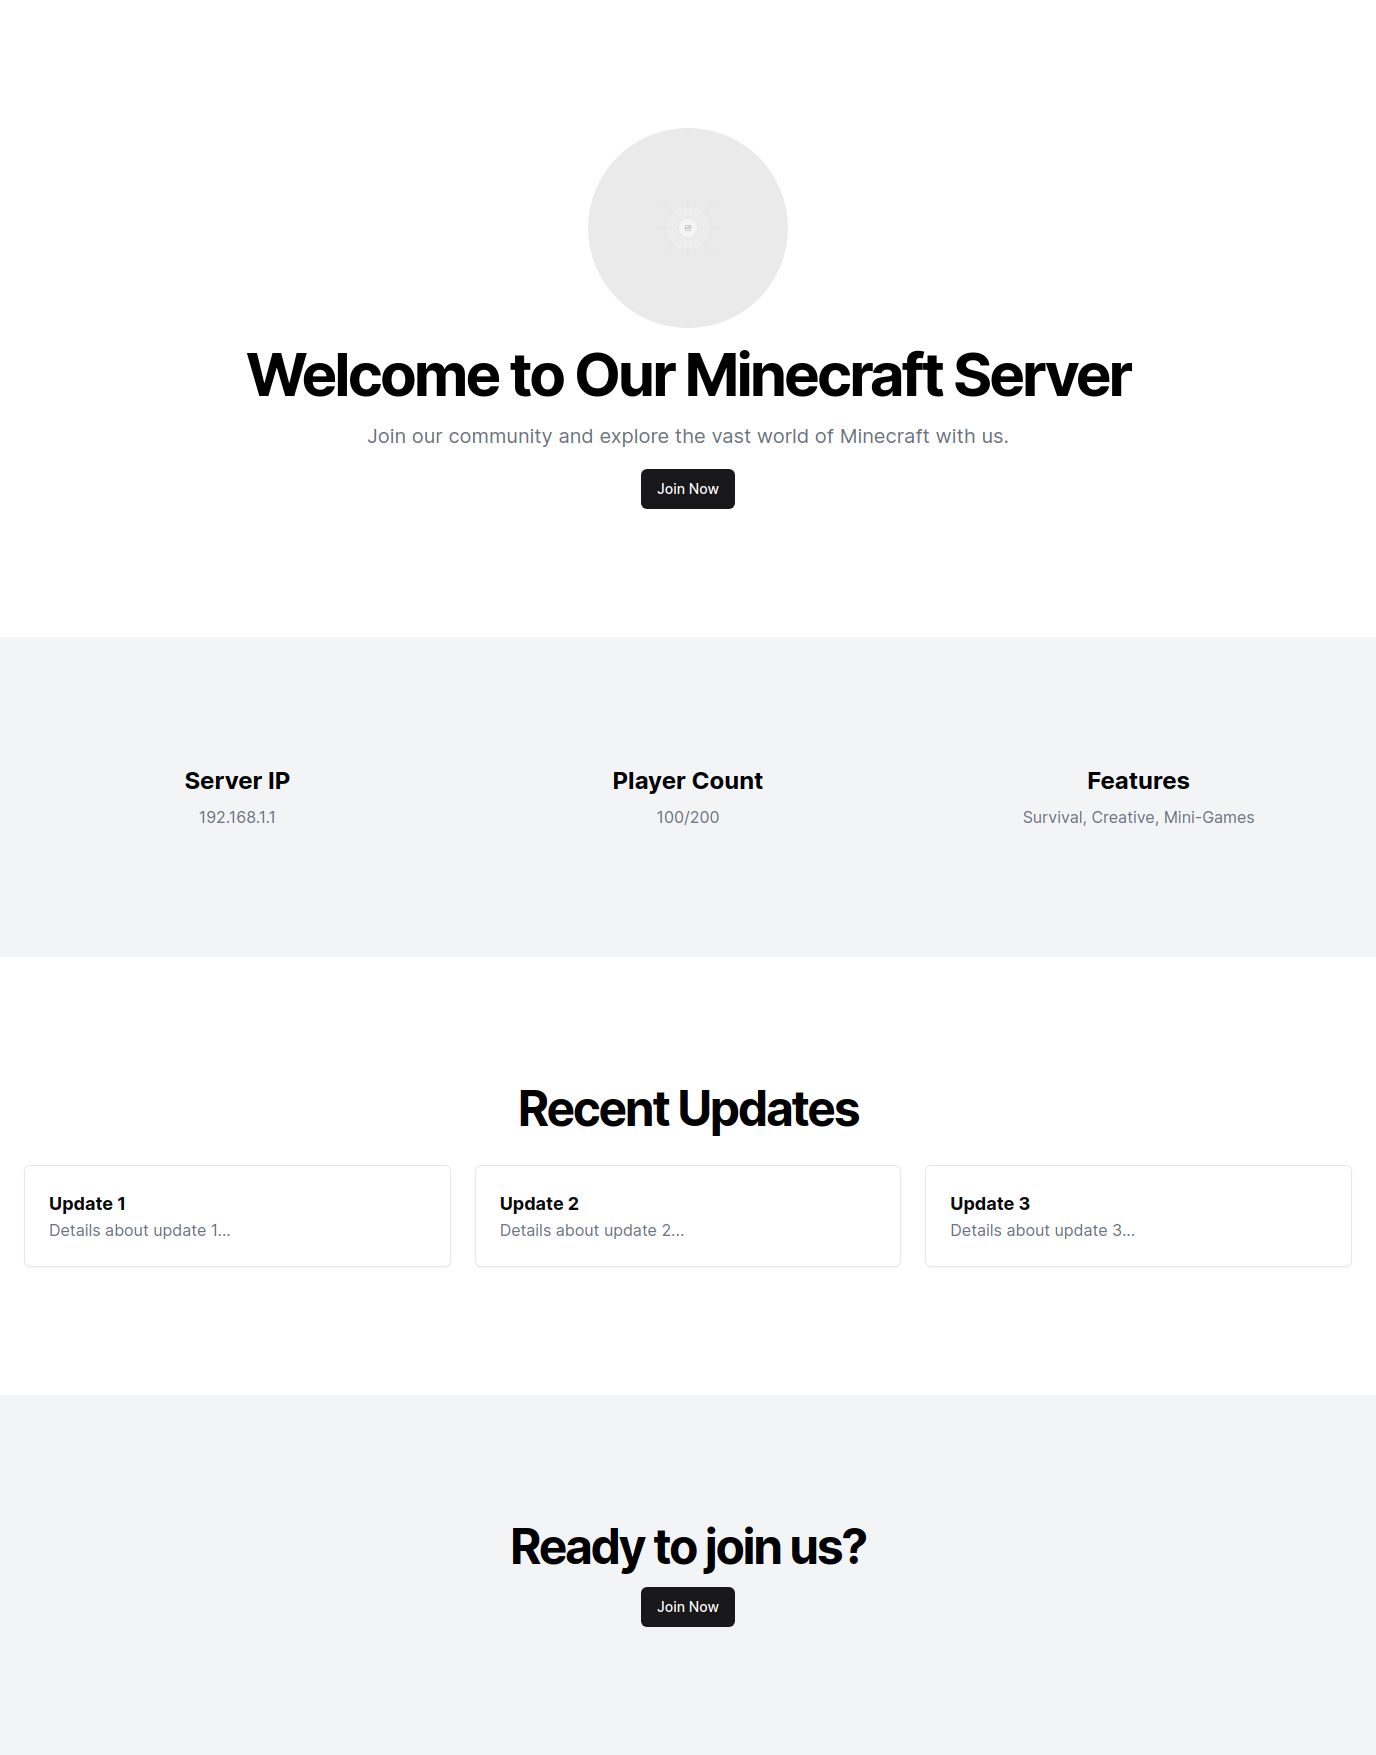 Welcome to Our Minecraft Server
Join our community and explore the vast world of Minecraft with us.
Join Now
Server IP
192.168.1.1
Player Count
100/200
Features
Survival, Creative, Mini-Games
Recent Updates
Update 1
Details about update 1...
Update 2
Details about update 2...
Update 3
Details about update 3...
Ready to join us?
Join Now